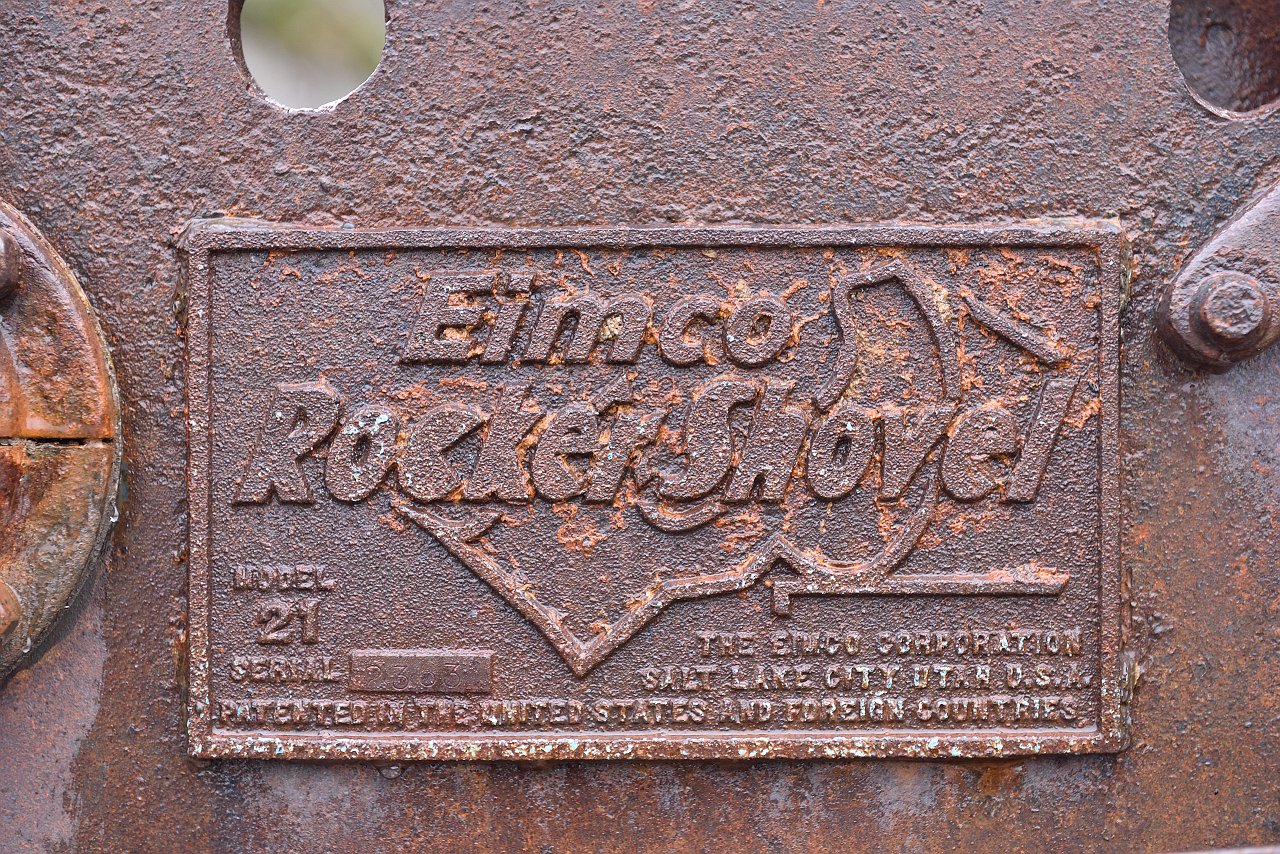 Eimco
RockerShovel
MODEL
21
SERIAL
THE EIMCO CORPORATION
SALT LAKE CITY UTAH U.S.A.
PATENTED IN THE UNITED STATES AND FOREIGN COUNTRIES